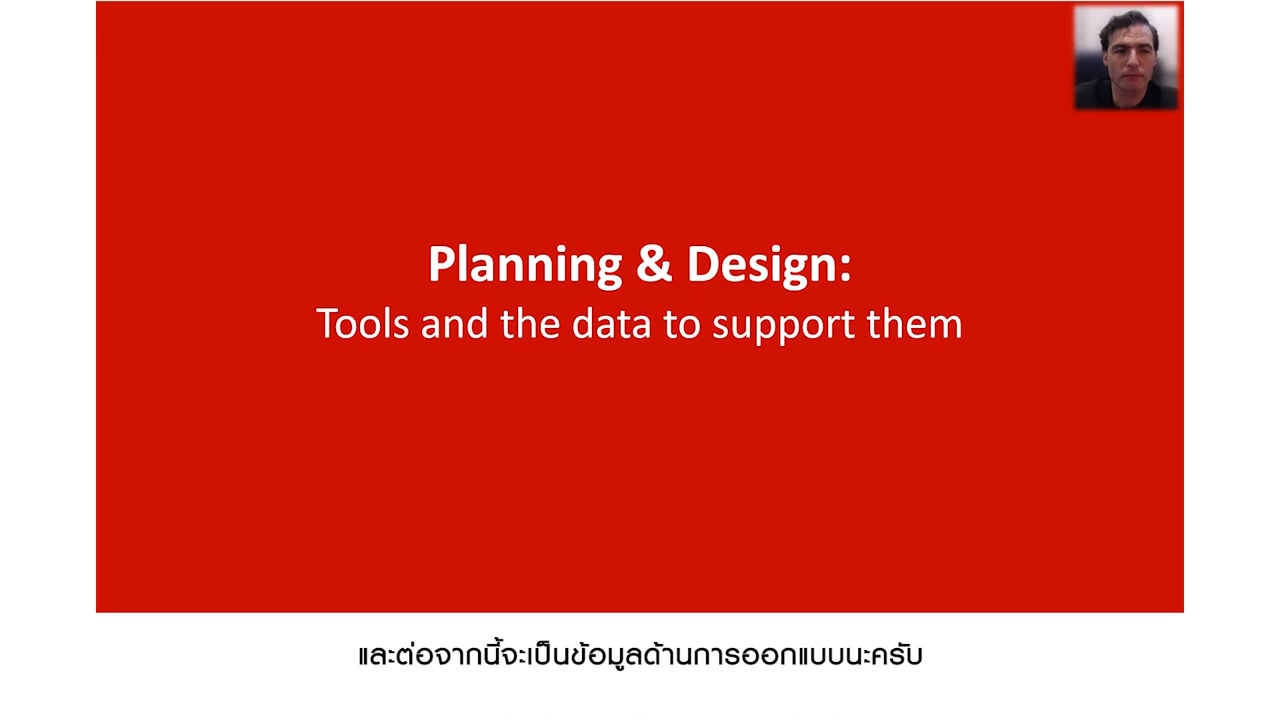 Planning & Design:
Tools and the data to support them
และต่อจากนี้จะเป็นข้อมูลด้านการออกแบบนะครับ